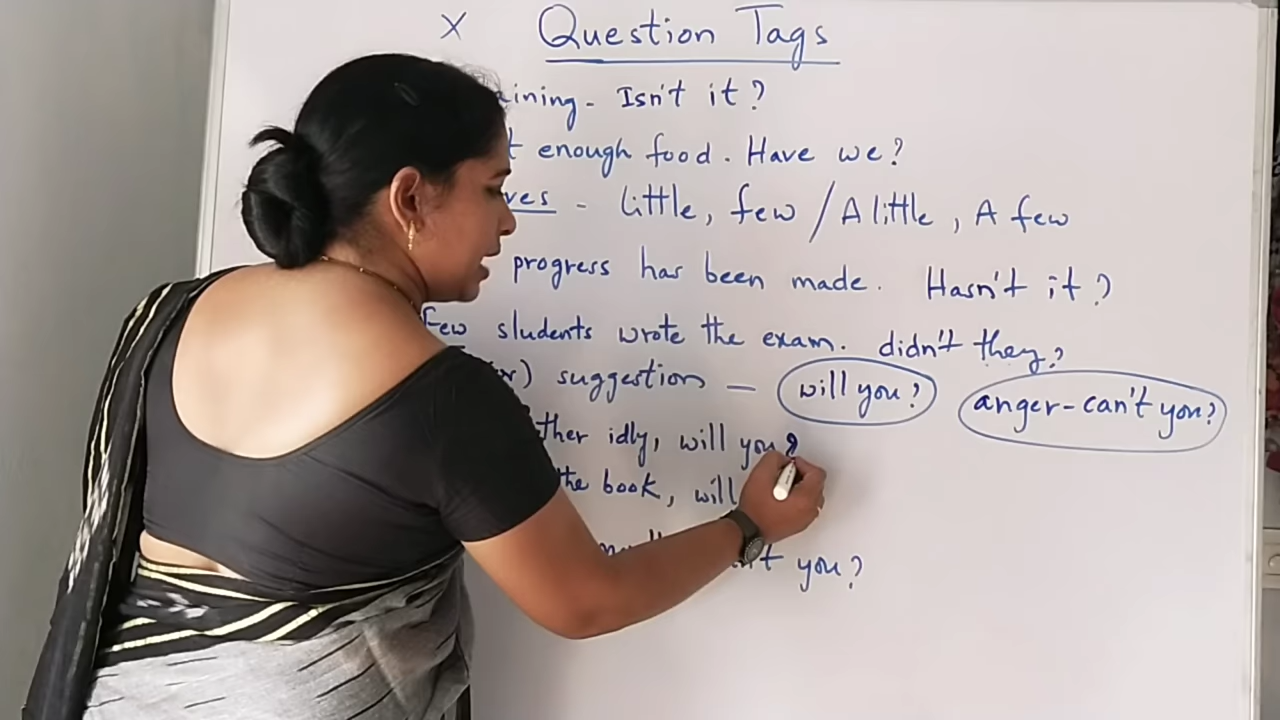 x Question Tags
aining - Isn't it?
t enough food. Have we?
ves - little, few / A little, A few
progress has been made. Hasn't it?
Few students wrote the exam. didn't they?
or) suggestion - will you? anger - can't you?
ther idly, will you?
the book, will
't you?